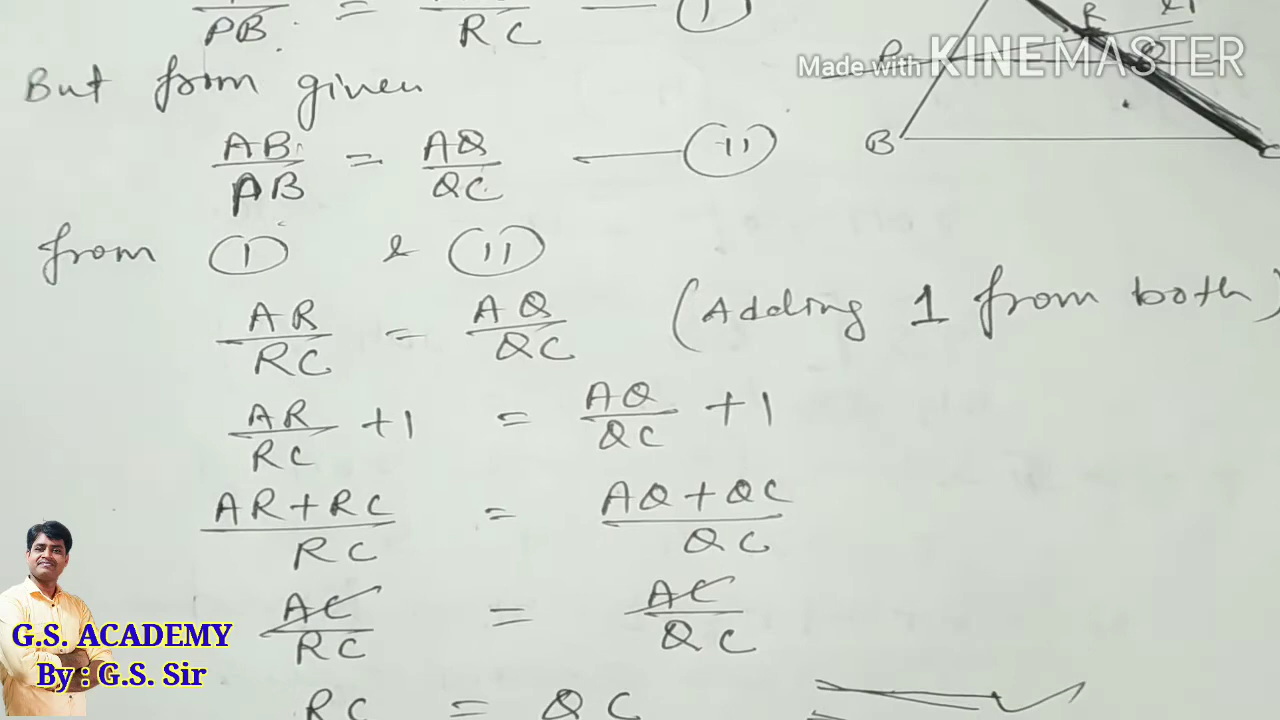 PB = RC — I
But from given
AB/AB = AQ/QC — II
from I & II
AR/RC = AQ/QC (Adding 1 from both)
AR/RC +1 = AQ/QC +1
AR+RC/RC = AQ+QC/QC
AC/RC = AC/QC
RC = QC
P R Q
B C
Made with KINEMASTER
G.S. ACADEMY
By : G.S. Sir